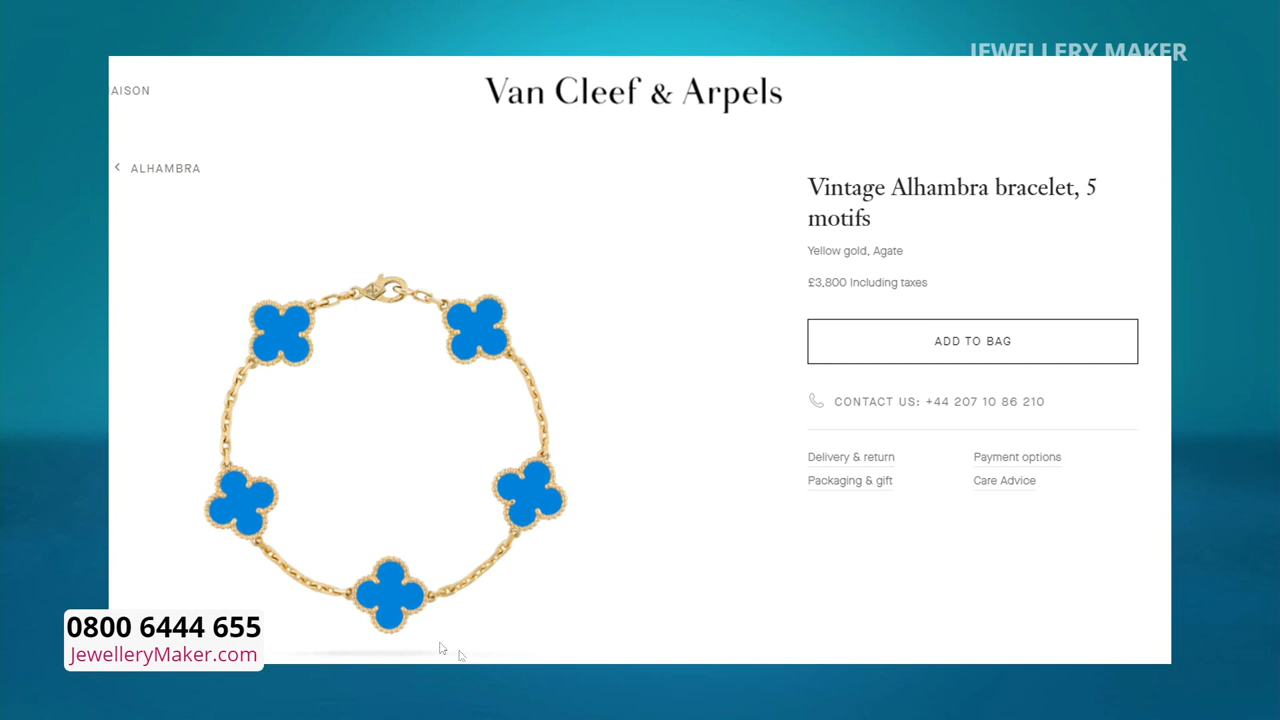 JEWELLERY MAKER
AISON
Van Cleef & Arpels
ALHAMBRA
Vintage Alhambra bracelet, 5
motifs
Yellow gold, Agate
£3,800 Including taxes
ADD TO BAG
CONTACT US: +44 207 10 86 210
Delivery & return
Payment options
Packaging & gift
Care Advice
0800 6444 655
JewelleryMaker.com